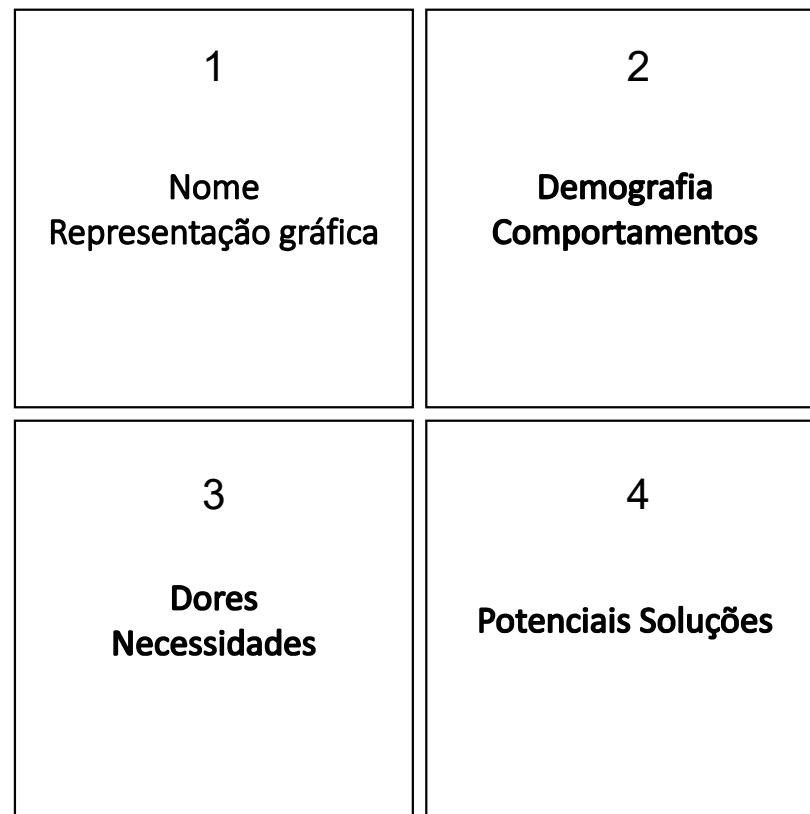 1
Nome
Representação gráfica
2
Demografia
Comportamentos
3
Dores
Necessidades
4
Potenciais Soluções